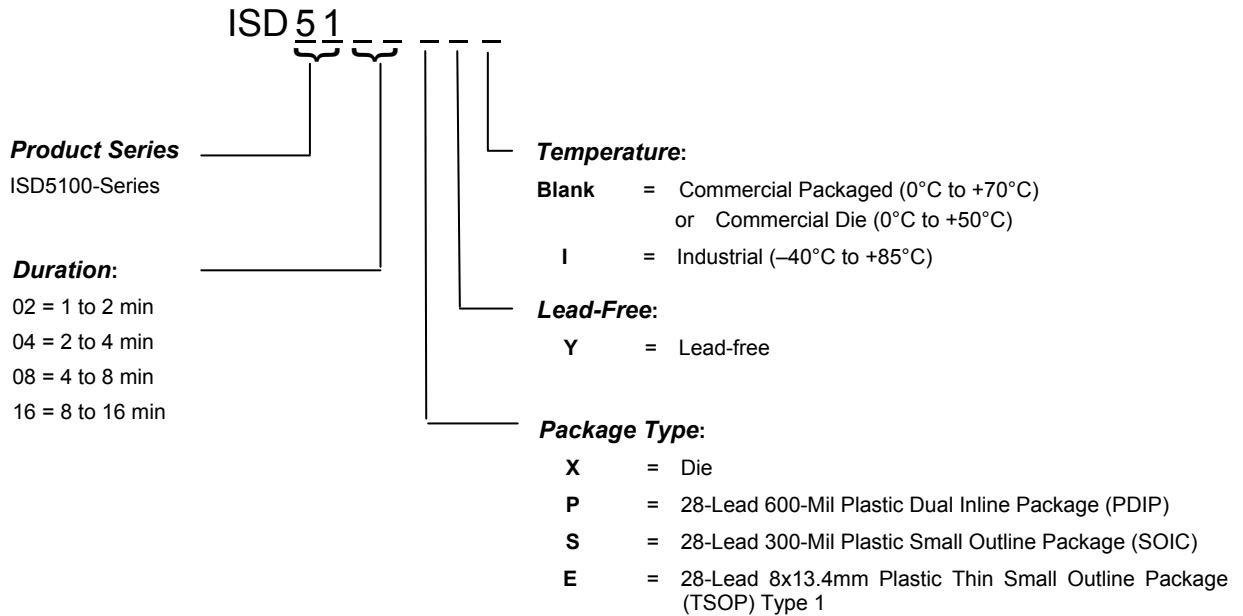 ISD 5 1
Product Series
ISD5100-Series
Duration:
02 = 1 to 2 min
04 = 2 to 4 min
08 = 4 to 8 min
16 = 8 to 16 min
Temperature:
Blank = Commercial Packaged (0°C to +70°C)
or Commercial Die (0°C to +50°C)
I = Industrial (–40°C to +85°C)
Lead-Free:
Y = Lead-free
Package Type:
X = Die
P = 28-Lead 600-Mil Plastic Dual Inline Package (PDIP)
S = 28-Lead 300-Mil Plastic Small Outline Package (SOIC)
E = 28-Lead 8x13.4mm Plastic Thin Small Outline Package
(TSOP) Type 1